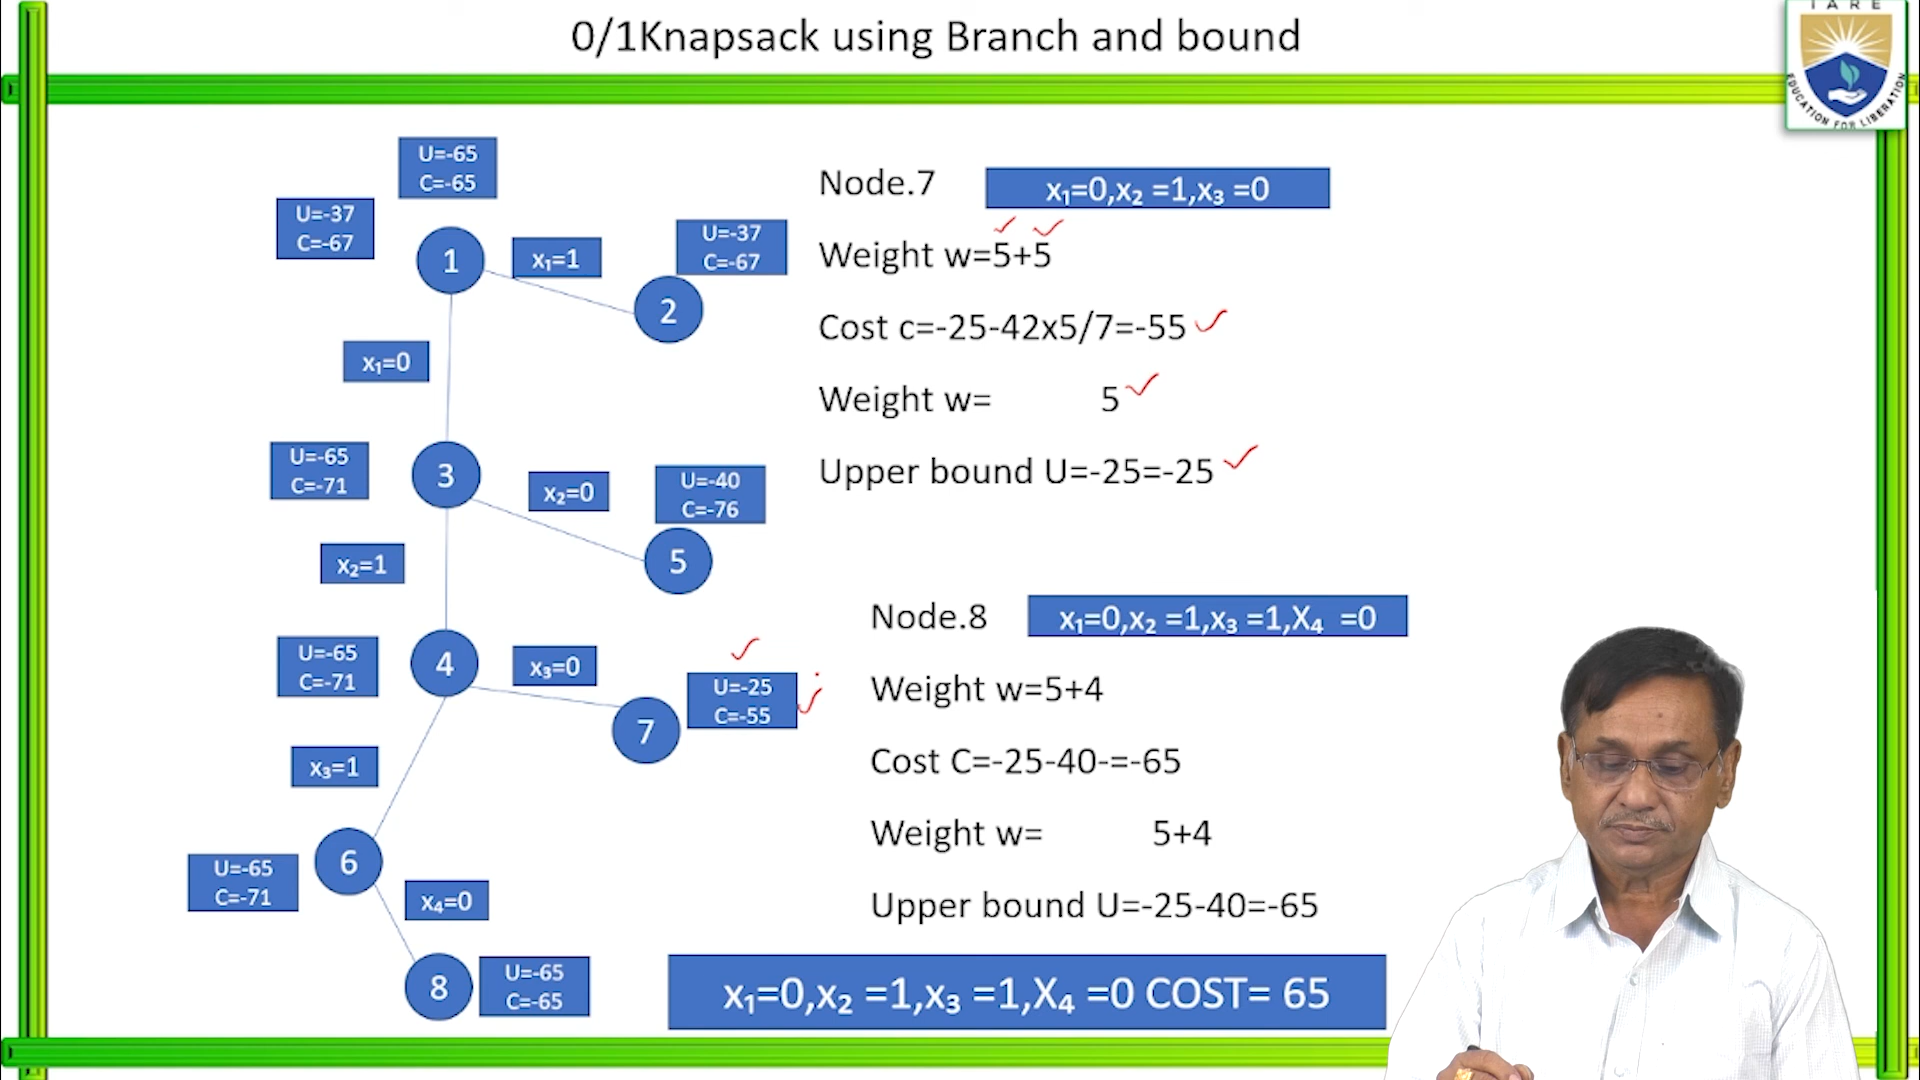 0/1Knapsack using Branch and bound
IARE
EDUCATION FOR LIBERATION
U=-65
C=-65
U=-37
C=-67
1
x₁=1
U=-37
C=-67
2
x₁=0
U=-65
C=-71
3
x₂=0
U=-40
C=-76
5
x₂=1
U=-65
C=-71
4
x₃=0
U=-25
C=-55
7
x₃=1
U=-65
C=-71
6
x₄=0
8
U=-65
C=-65
Node.7
x₁=0,x₂ =1,x₃ =0
Weight w=5+5
Cost c=-25-42x5/7=-55
Weight w= 5
Upper bound U=-25=-25
Node.8
x₁=0,x₂ =1,x₃ =1,X₄ =0
Weight w=5+4
Cost C=-25-40-=-65
Weight w= 5+4
Upper bound U=-25-40=-65
x₁=0,x₂ =1,x₃ =1,X₄ =0 COST= 65